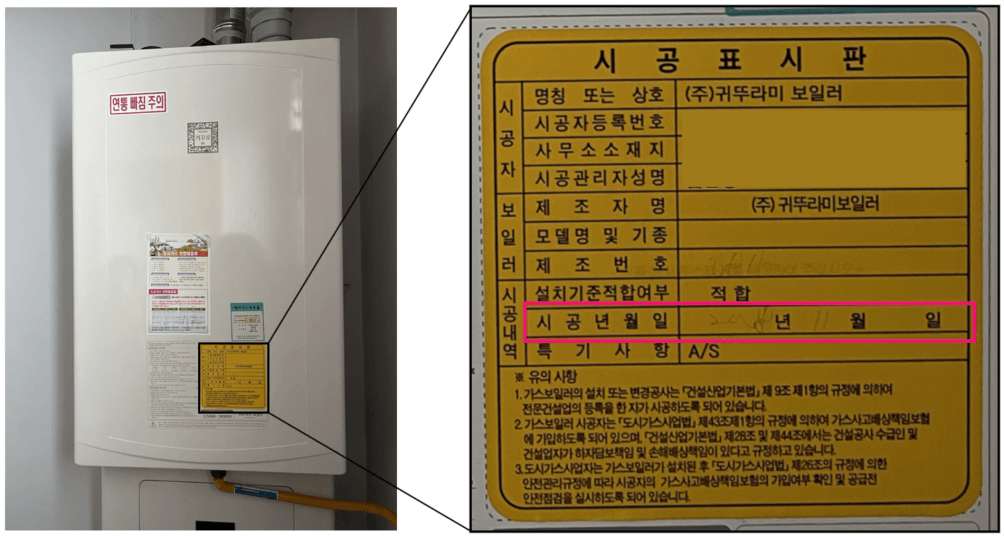 연통 빠짐 주의
시 공 표 시 판
시공자
명칭 또는 상호 (주)귀뚜라미 보일러
시공자등록번호
사무소소재지
시공관리자성명
보일러
제 조 자 명 (주) 귀뚜라미보일러
모델명 및 기종
제 조 번 호
시공내역
설치기준적합여부 적 합
시 공 년 월 일 년 11 월 일
특 기 사 항 A/S
※ 유의 사항
1. 가스보일러의 설치 또는 변경공사는 「건설산업기본법」 제 9조 제1항의 규정에 의하여
전문건설업의 등록을 한 자가 시공하도록 되어 있습니다.
2. 가스보일러 시공자는 「도시가스사업법」 제43조제1항의 규정에 의하여 가스사고배상책임보험
에 가입하도록 되어 있으며, 「건설산업기본법」 제28조 및 제44조에서는 건설공사 수급인 및
건설업자가 하자담보책임 및 손해배상책임이 있다고 규정하고 있습니다.
3. 도시가스사업자는 가스보일러가 설치된 후 「도시가스사업법」 제26조의 규정에 의한
안전관리규정에 따라 시공자의 가스사고배상책임보험의 가입여부 확인 및 공급전
안전점검을 실시하도록 되어 있습니다.